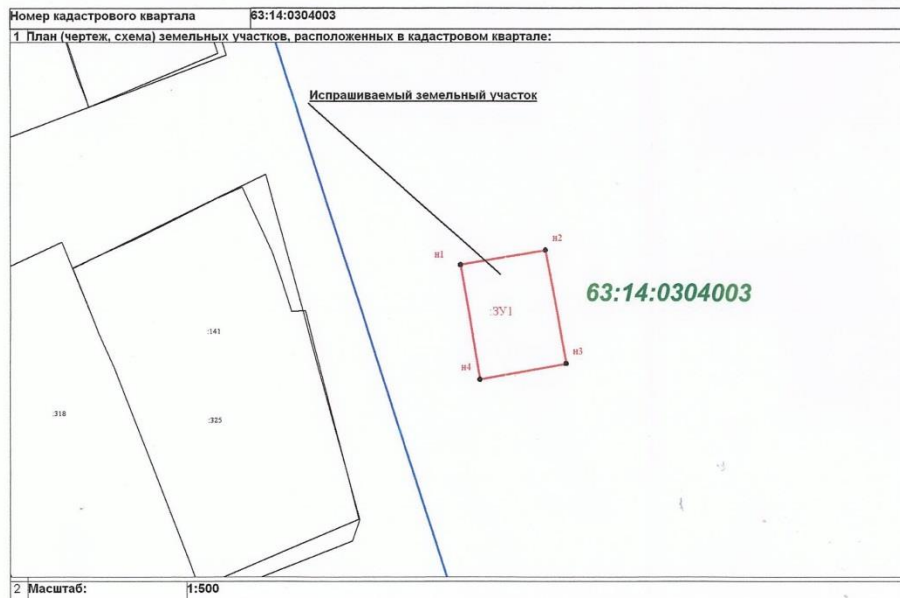 Номер кадастрового квартала 63:14:0304003
1 План (чертеж, схема) земельных участков, расположенных в кадастровом квартале:
Испрашиваемый земельный участок
н1
н2
63:14:0304003
:ЗУ1
:141
н3
н4
:318
:325
2 Масштаб: 1:500